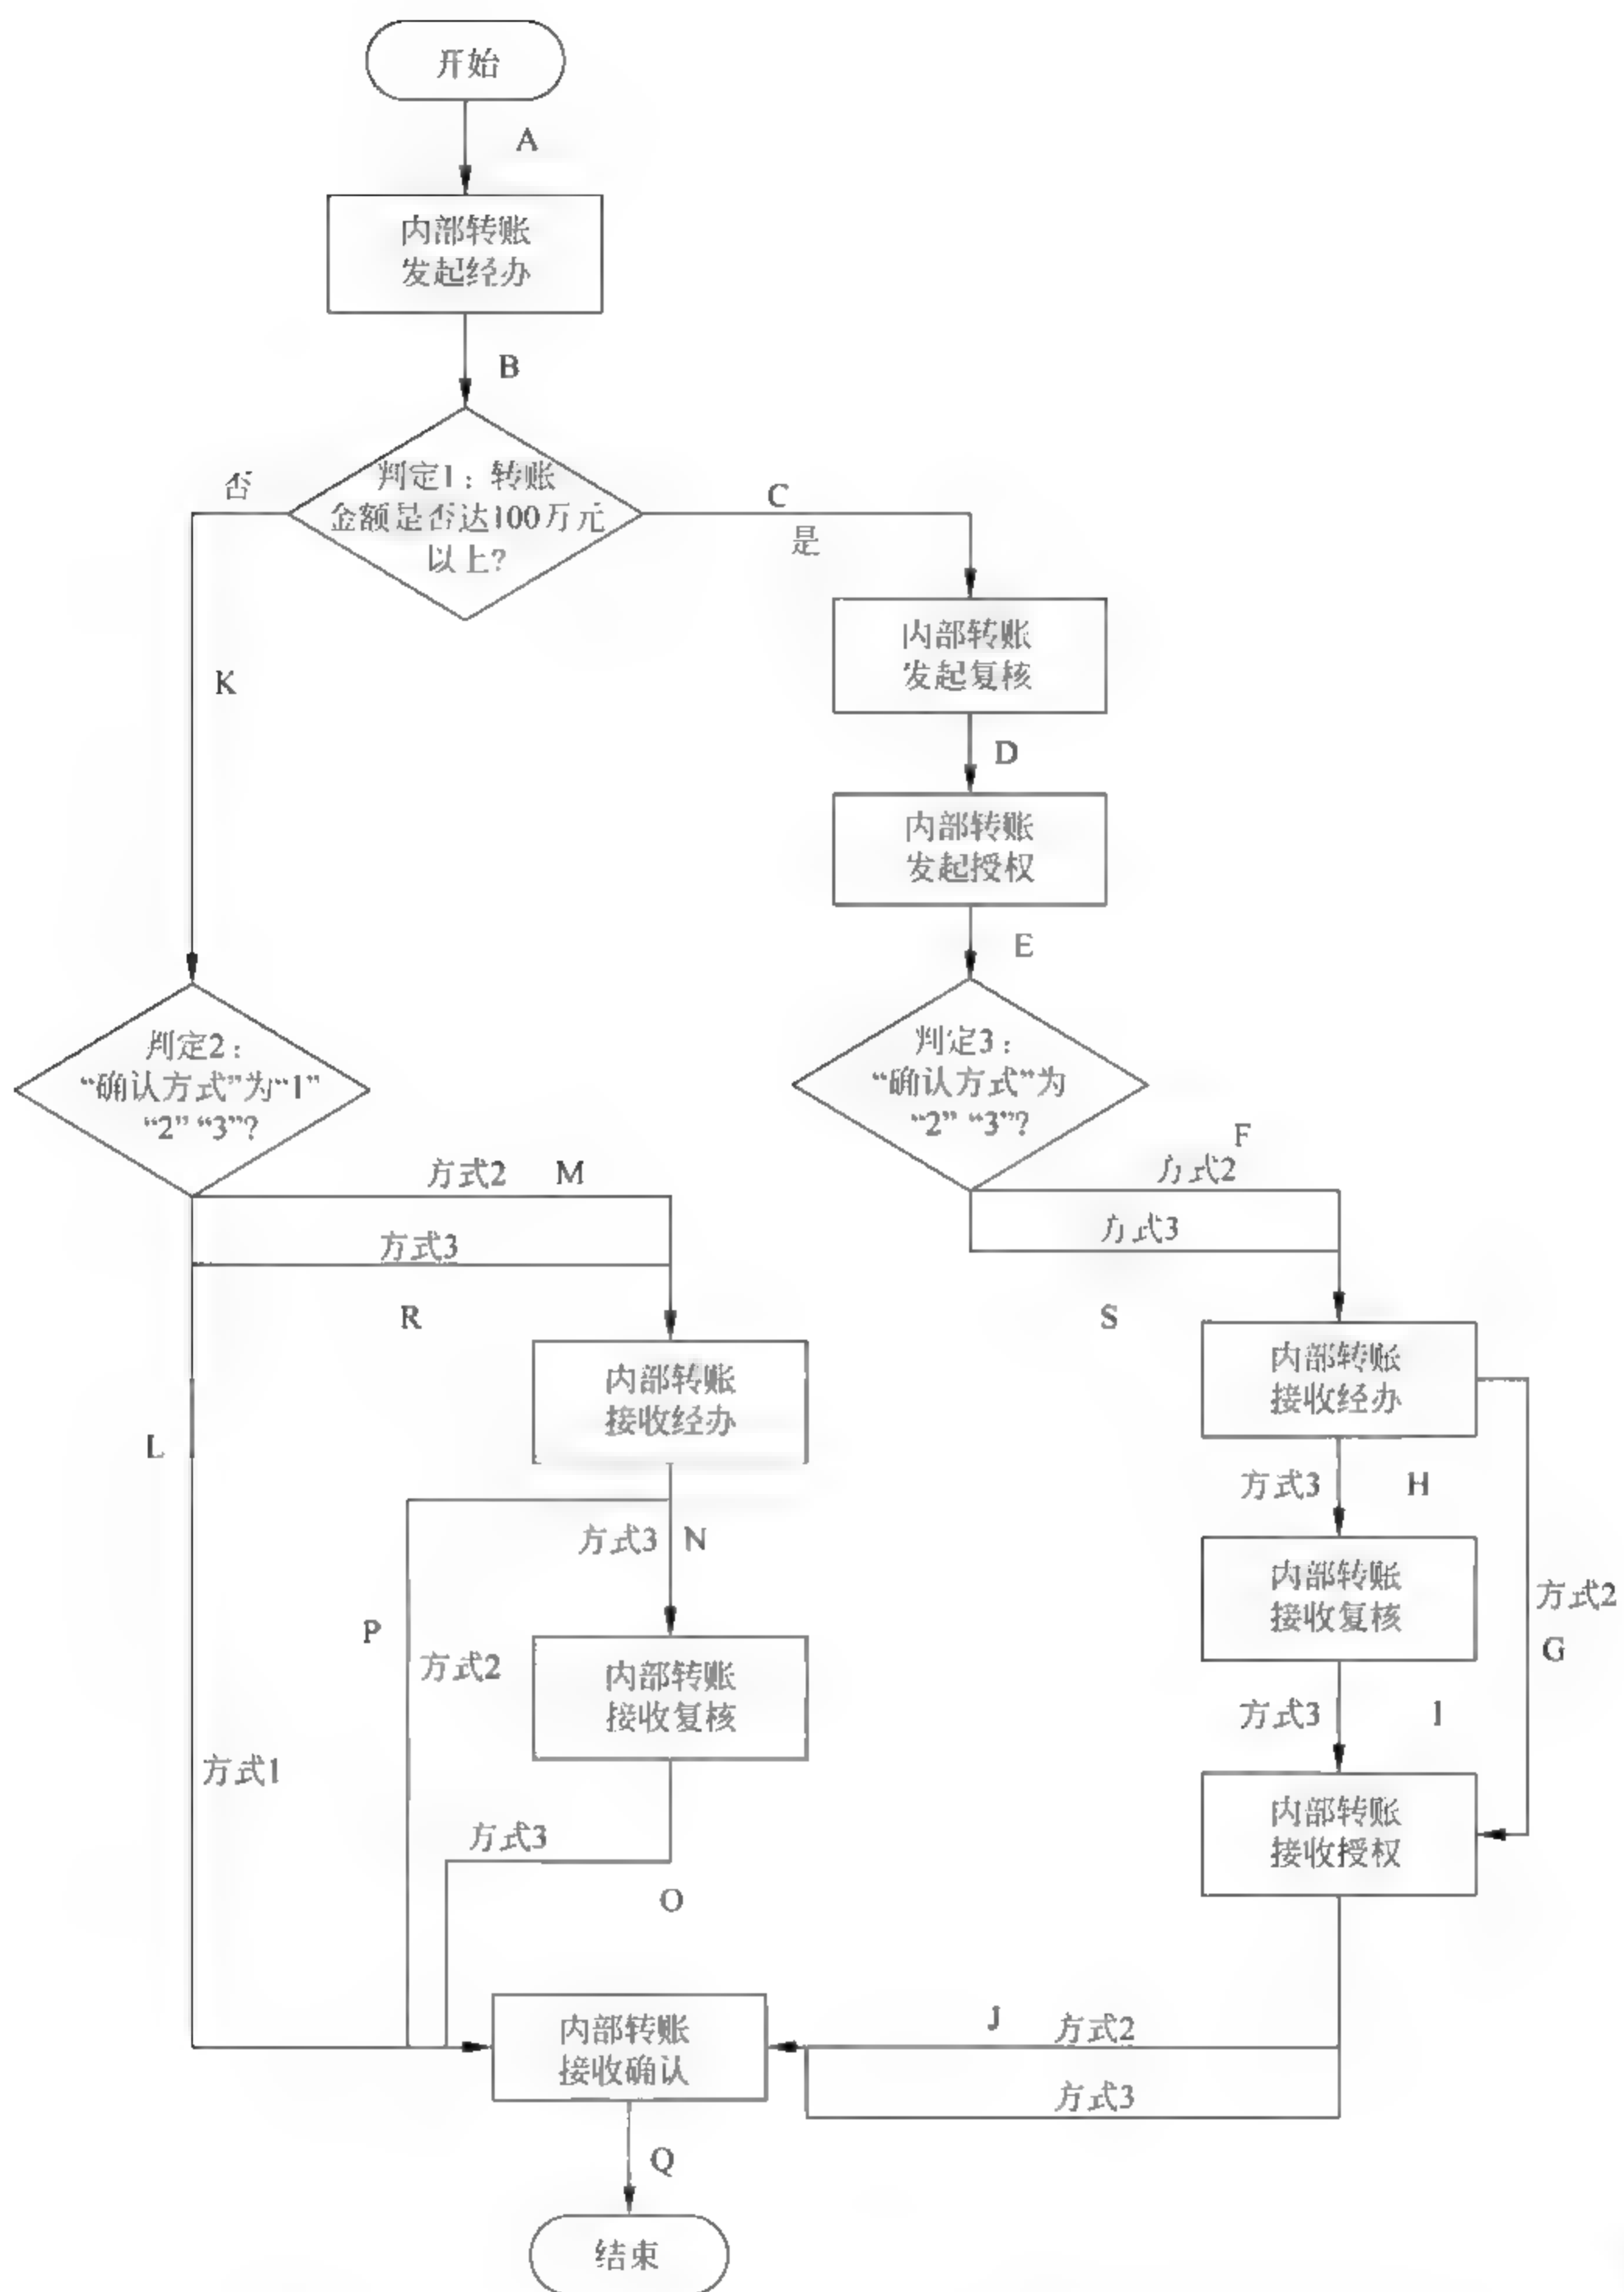 开始
A
内部转账
发起经办
B
判定1：转账
金额是否达100万元
以上?
否
C
是
K
内部转账
发起复核
D
内部转账
发起授权
E
判定2：
“确认方式”为“1”
“2” “3”?
判定3：
“确认方式”为
“2” “3”?
方式2 M
方式3
R
F
方式2
方式3
S
L
内部转账
接收经办
内部转账
接收经办
方式3 N
方式3 H
P
方式2
内部转账
接收复核
内部转账
接收复核
方式2
G
方式1
方式3 I
方式3
O
内部转账
接收授权
内部转账
接收确认
J
方式2
方式3
Q
结束